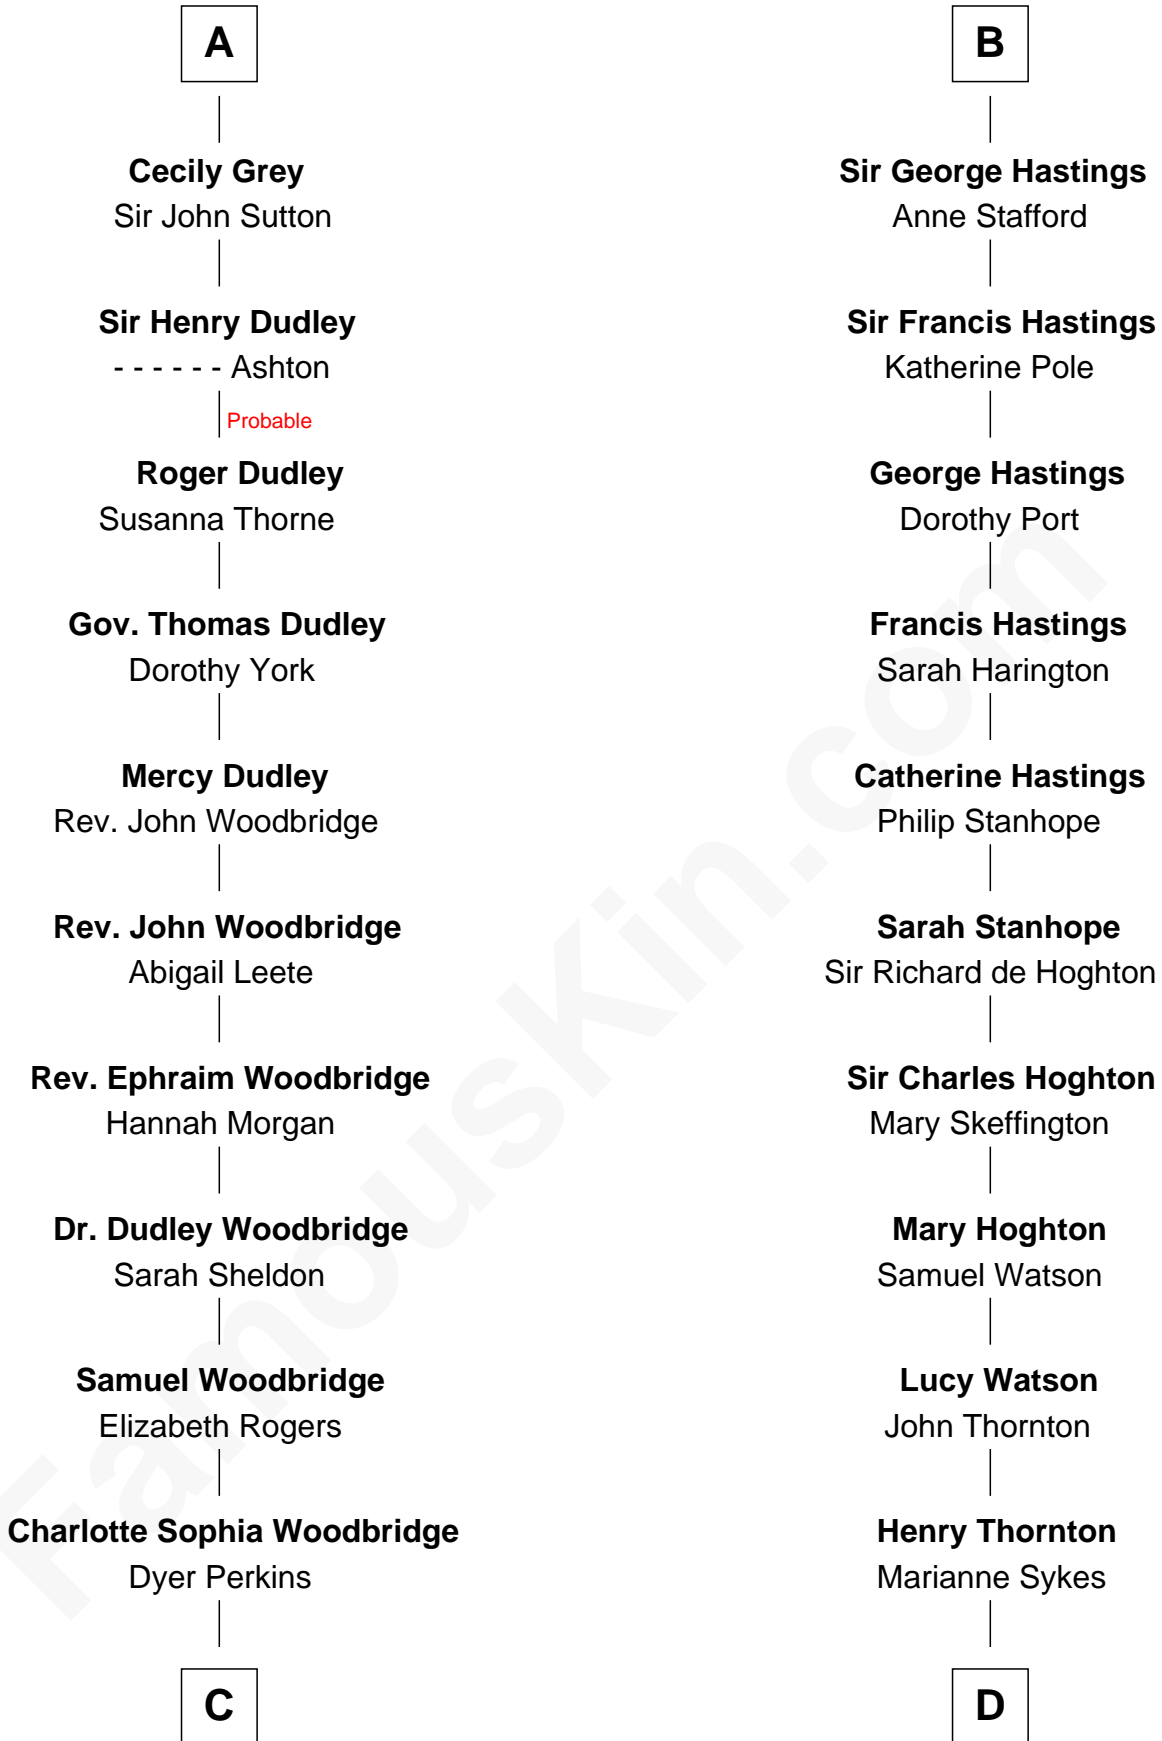 A
Cecily Grey
Sir John Sutton
Sir Henry Dudley
- - - - - - Ashton
Probable
Roger Dudley
Susanna Thorne
Gov. Thomas Dudley
Dorothy York
Mercy Dudley
Rev. John Woodbridge
Rev. John Woodbridge
Abigail Leete
Rev. Ephraim Woodbridge
Hannah Morgan
Dr. Dudley Woodbridge
Sarah Sheldon
Samuel Woodbridge
Elizabeth Rogers
Charlotte Sophia Woodbridge
Dyer Perkins
C
B
Sir George Hastings
Anne Stafford
Sir Francis Hastings
Katherine Pole
George Hastings
Dorothy Port
Francis Hastings
Sarah Harington
Catherine Hastings
Philip Stanhope
Sarah Stanhope
Sir Richard de Hoghton
Sir Charles Hoghton
Mary Skeffington
Mary Hoghton
Samuel Watson
Lucy Watson
John Thornton
Henry Thornton
Marianne Sykes
D
FamousKin.com